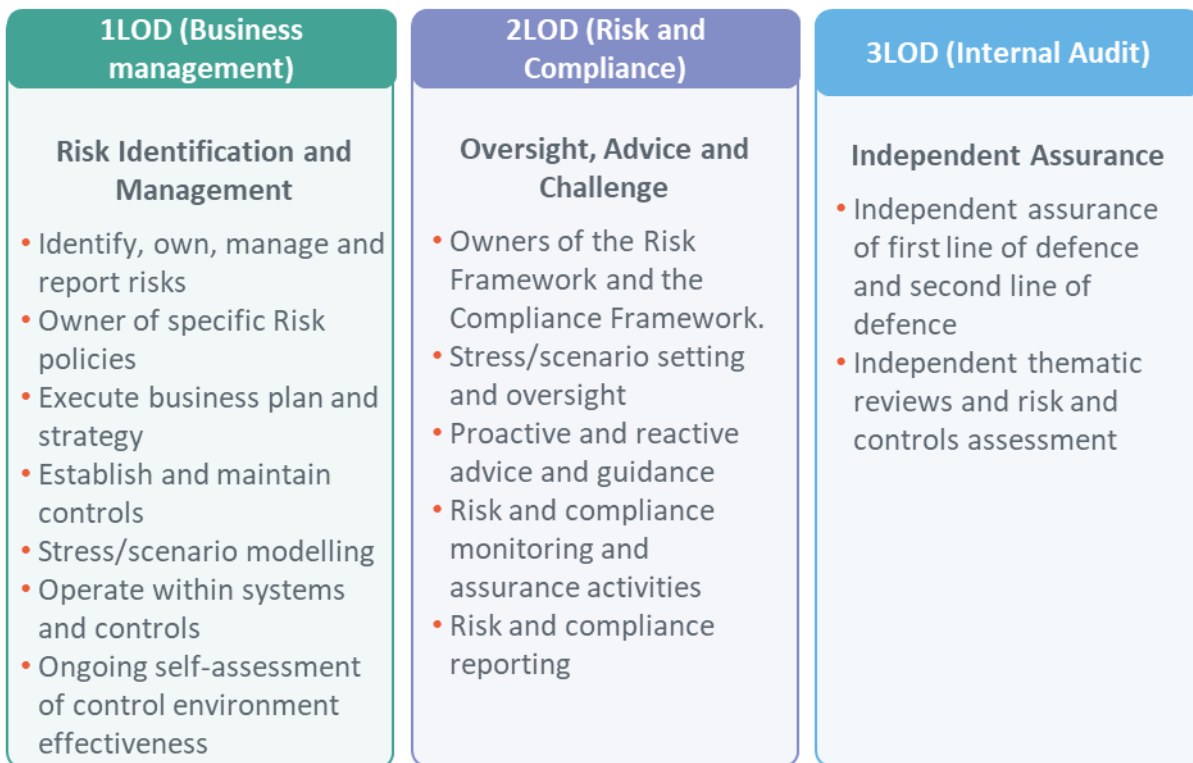 1LOD (Business
management)
Risk Identification and
Management
• Identify, own, manage and
report risks
• Owner of specific Risk
policies
• Execute business plan and
strategy
• Establish and maintain
controls
• Stress/scenario modelling
• Operate within systems
and controls
• Ongoing self-assessment
of control environment
effectiveness
2LOD (Risk and
Compliance)
Oversight, Advice and
Challenge
• Owners of the Risk
Framework and the
Compliance Framework.
• Stress/scenario setting
and oversight
• Proactive and reactive
advice and guidance
• Risk and compliance
monitoring and
assurance activities
• Risk and compliance
reporting
3LOD (Internal Audit)
Independent Assurance
• Independent assurance
of first line of defence
and second line of
defence
• Independent thematic
reviews and risk and
controls assessment